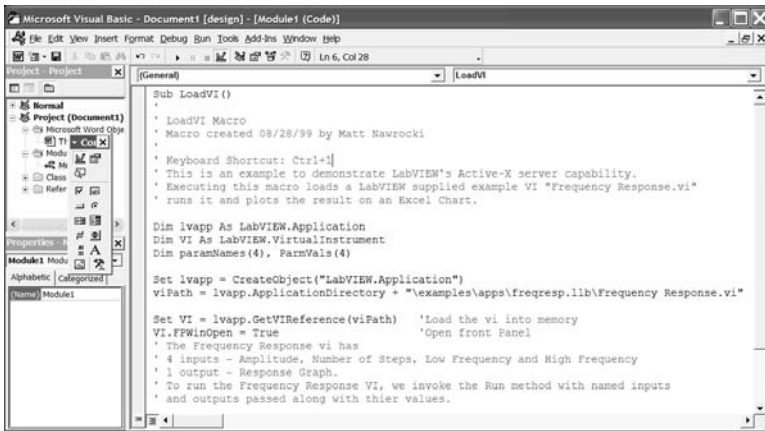 Microsoft Visual Basic - Document1 [design] - [Module1 (Code)]
File Edit View Insert Format Debug Run Tools Add-Ins Window Help
Ln 6, Col 28
Project - Project
(General)
LoadVI
Normal
Project (Document1)
Microsoft Word Obje
Th
Modu
Class
Refer
Properties -
Module1 Modu
Alphabetic Categorized
(Name) Module1
Sub LoadVI()
'
' LoadVI Macro
' Macro created 08/28/99 by Matt Nawrocki
'
' Keyboard Shortcut: Ctrl+l
' This is an example to demonstrate LabVIEW's Active-X server capability.
' Executing this macro loads a LabVIEW supplied example VI "Frequency Response.vi"
' runs it and plots the result on an Excel Chart.
Dim lvapp As LabVIEW.Application
Dim VI As LabVIEW.VirtualInstrument
Dim paramNames(4), ParmVals(4)
Set lvapp = CreateObject("LabVIEW.Application")
viPath = lvapp.ApplicationDirectory + "\examples\apps\freqresp.llb\Frequency Response.vi"
Set VI = lvapp.GetVIReference(viPath) 'Load the vi into memory
VI.FPWinOpen = True 'Open front Panel
' The Frequency Response vi has
' 4 inputs - Amplitude, Number of Steps, Low Frequency and High Frequency
' 1 output - Response Graph.
' To run the Frequency Response VI, we invoke the Run method with named inputs
' and outputs passed along with thier values.